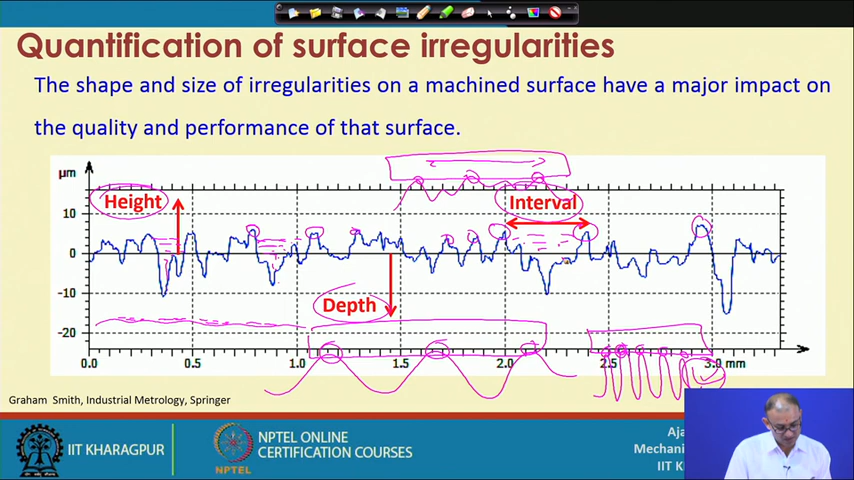 Quantification of surface irregularities
The shape and size of irregularities on a machined surface have a major impact on
the quality and performance of that surface.
µm
Height
Interval
10
0
-10
Depth
-20
0.0 0.5 1.0 1.5 2.0 2.5 3.0 mm
Graham Smith, Industrial Metrology, Springer
IIT KHARAGPUR
NPTEL
NPTEL ONLINE
CERTIFICATION COURSES
Aja
Mechani
IIT K